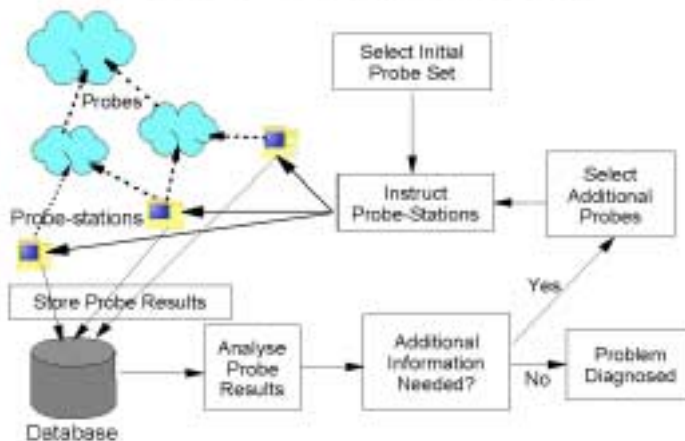 Select Initial
Probe Set
Probes
Instruct
Probe-Stations
Select
Additional
Probes
Probe-stations
Store Probe Results
Yes
Analyse
Probe
Results
Additional
Information
Needed?
No
Problem
Diagnosed
Database